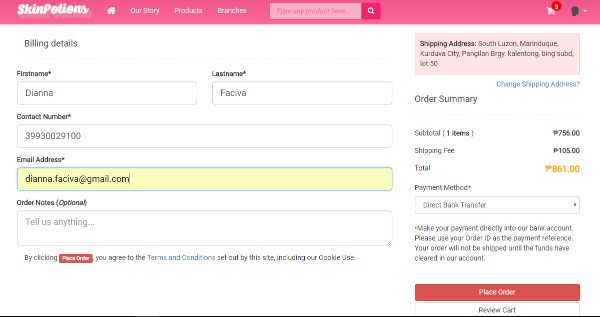 SkinPotions
Our Story
Products
Branches
Type any product here...
3
Billing details
Firstname*
Lastname*
Dianna
Faciva
Contact Number*
39930029100
Email Address*
dianna.faciva@gmail.com
Order Notes (Optional)
Tell us anything...
By clicking Place Order, you agree to the Terms and Conditions set out by this site, including our Cookie Use.
Shipping Address: South Luzon, Marinduque,
Kurduva City, Pangilan Brgy. kalentong, bing subd,
lot 50
Change Shipping Address?
Order Summary
Subtotal ( 1 items ) ₱756.00
Shipping Fee ₱105.00
Total ₱861.00
Payment Method*
Direct Bank Transfer
*Make your payment directly into our bank account.
Please use your Order ID as the payment reference.
Your order will not be shipped until the funds have
cleared in our account.
Place Order
Review Cart